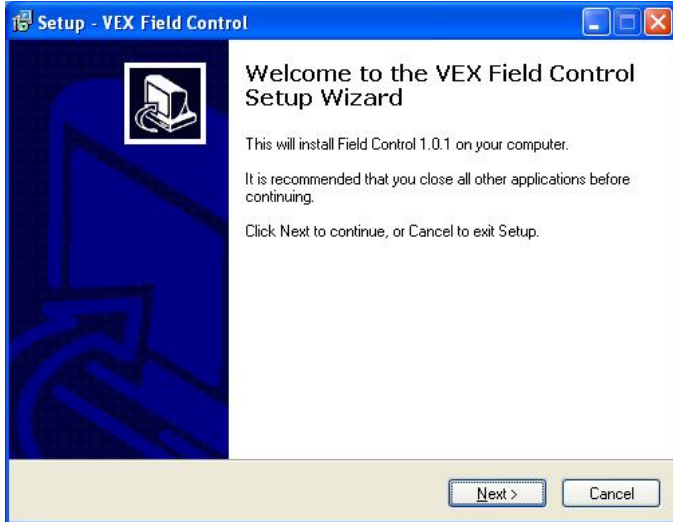 Setup - VEX Field Control
Welcome to the VEX Field Control
Setup Wizard
This will install Field Control 1.0.1 on your computer.
It is recommended that you close all other applications before
continuing.
Click Next to continue, or Cancel to exit Setup.
Next >
Cancel